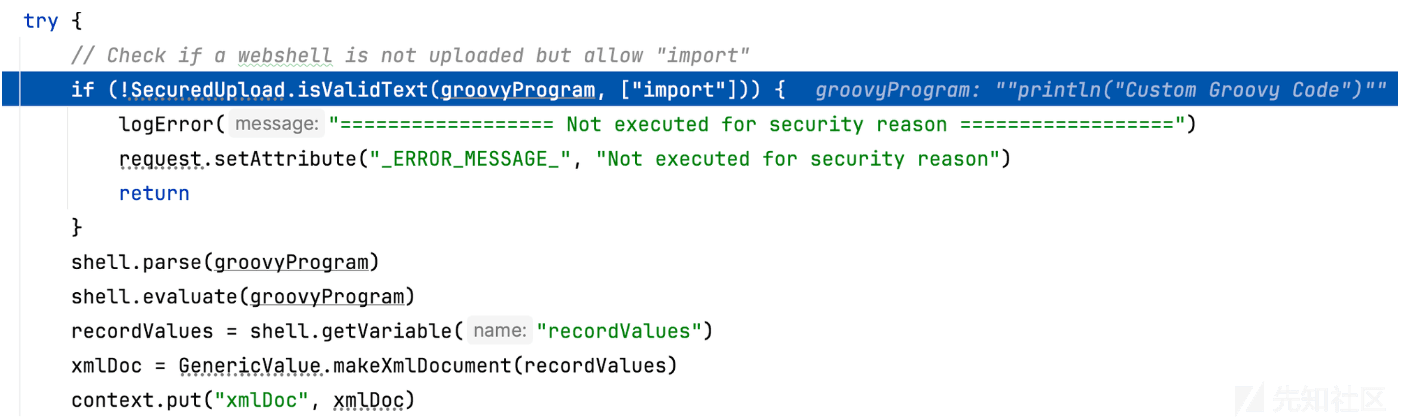 try {
// Check if a webshell is not uploaded but allow "import"
if (!SecuredUpload.isValidText(groovyProgram, ["import"])) {   groovyProgram: ""println("Custom Groovy Code")""
logError( message: "================== Not executed for security reason ==================")
request.setAttribute("_ERROR_MESSAGE_", "Not executed for security reason")
return
}
shell.parse(groovyProgram)
shell.evaluate(groovyProgram)
recordValues = shell.getVariable( name: "recordValues")
xmlDoc = GenericValue.makeXmlDocument(recordValues)
context.put("xmlDoc", xmlDoc)
先知社区